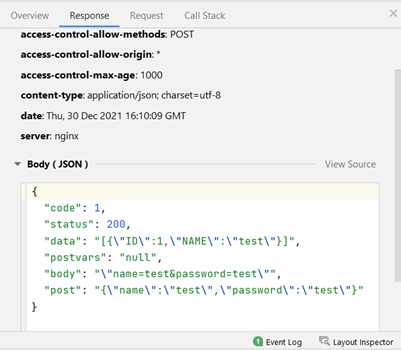 Overview Response Request Call Stack
access-control-allow-methods: POST
access-control-allow-origin: *
access-control-max-age: 1000
content-type: application/json; charset=utf-8
date: Thu, 30 Dec 2021 16:10:09 GMT
server: nginx
Body ( JSON ) View Source
{
"code": 1,
"status": 200,
"data": "[{\"ID\":1,\"NAME\":\"test\"}]",
"postvars": "null",
"body": "\"name=test&password=test\"",
"post": "{\"name\":\"test\",\"password\":\"test\"}"
}
1 Event Log Layout Inspector